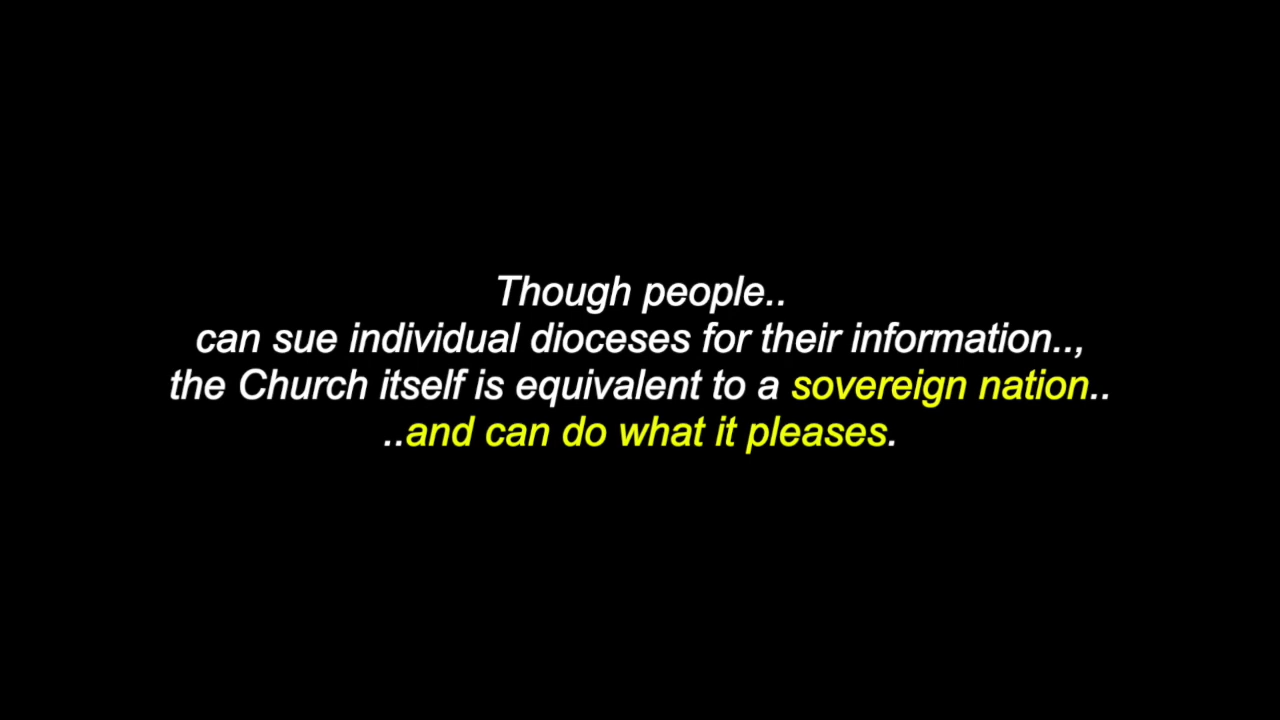 Though people..
can sue individual dioceses for their information..,
the Church itself is equivalent to a sovereign nation..
..and can do what it pleases.